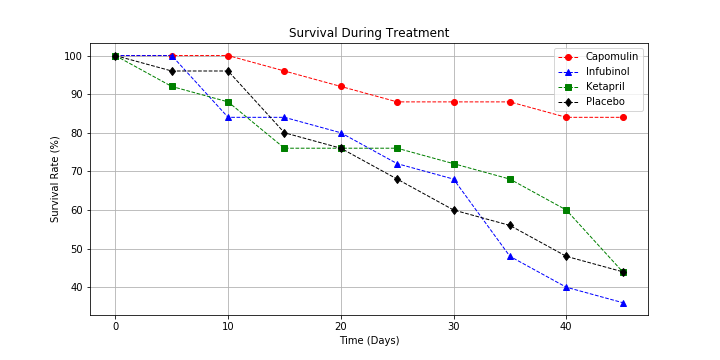 Survival During Treatment
Survival Rate (%)
100
90
80
70
60
50
40
0
10
20
30
40
Time (Days)
Capomulin
Infubinol
Ketapril
Placebo